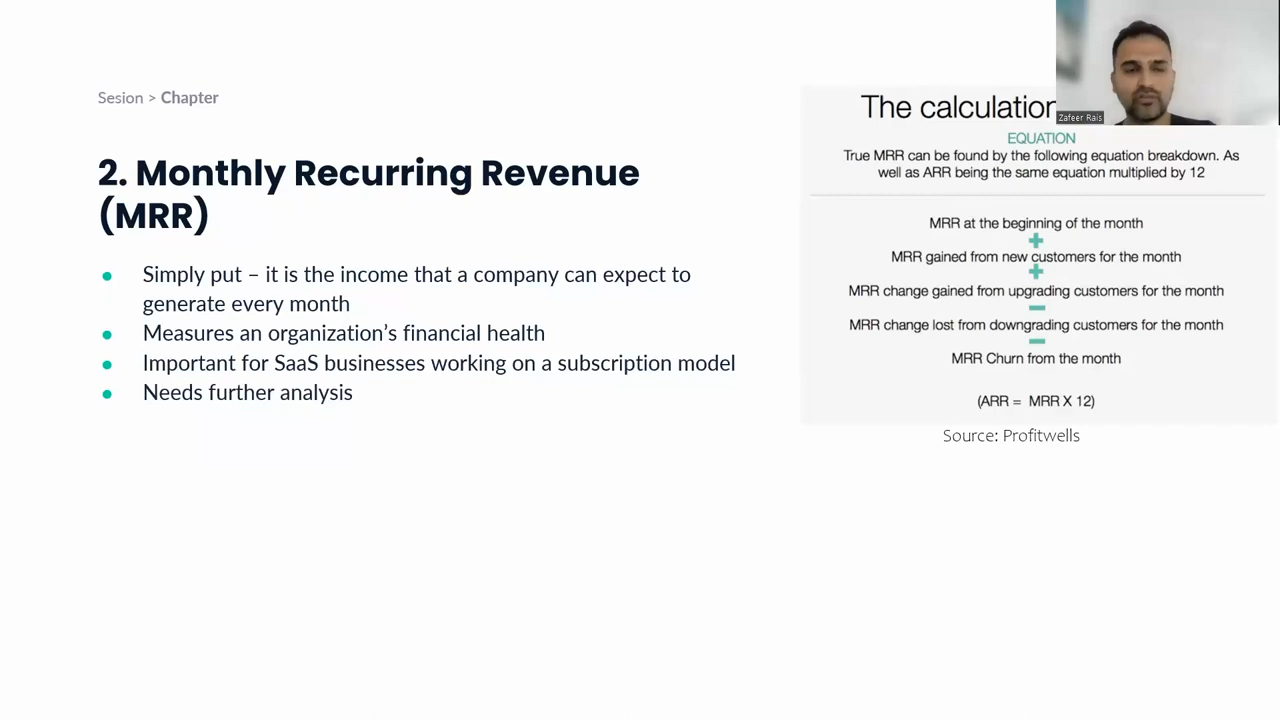 Sesion > Chapter
2. Monthly Recurring Revenue
(MRR)
● Simply put – it is the income that a company can expect to
generate every month
● Measures an organization’s financial health
● Important for SaaS businesses working on a subscription model
● Needs further analysis
The calculation
EQUATION
True MRR can be found by the following equation breakdown. As
well as ARR being the same equation multiplied by 12
MRR at the beginning of the month
+
MRR gained from new customers for the month
+
MRR change gained from upgrading customers for the month
−
MRR change lost from downgrading customers for the month
−
MRR Churn from the month
(ARR = MRR X 12)
Source: Profitwells
Zafeer Rais